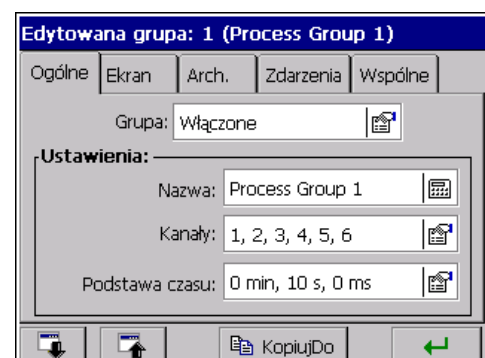 Edytowana grupa: 1 (Process Group 1)
Ogólne Ekran Arch. Zdarzenia Wspólne
Grupa: Włączone
Ustawienia:
Nazwa: Process Group 1
Kanały: 1, 2, 3, 4, 5, 6
Podstawa czasu: 0 min, 10 s, 0 ms
KopiujDo